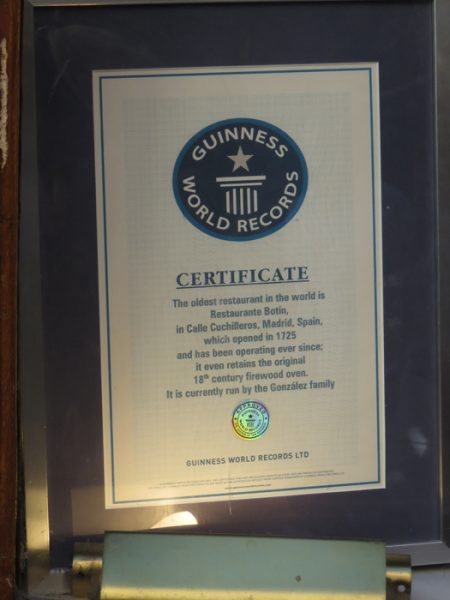 GUINNESS
WORLD RECORDS
CERTIFICATE
The oldest restaurant in the world is
Restaurante Botín,
in Calle Cuchilleros, Madrid, Spain,
which opened in 1725
and has been operating ever since;
it even retains the original
18th century firewood oven.
It is currently run by the González family
APPROVED
GUINNESS WORLD RECORDS LTD